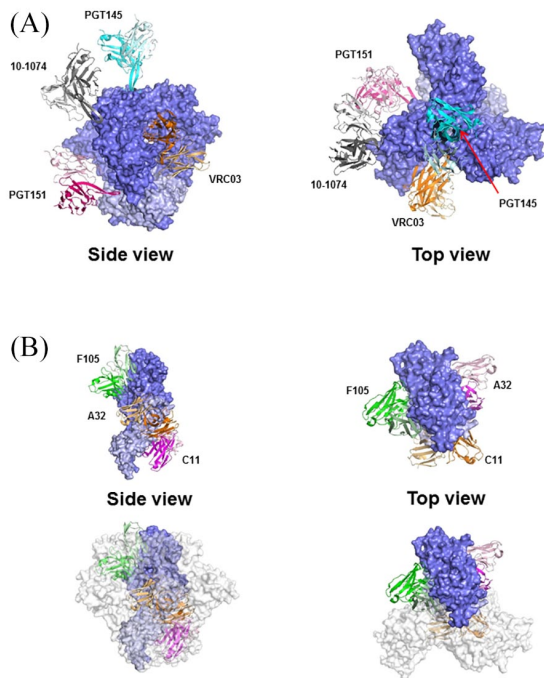 (A)
PGT145
10-1074
VRC03
PGT151
Side view
PGT151
10-1074
VRC03
PGT145
Top view
(B)
F105
A32
C11
Side view
F105
A32
C11
Top view